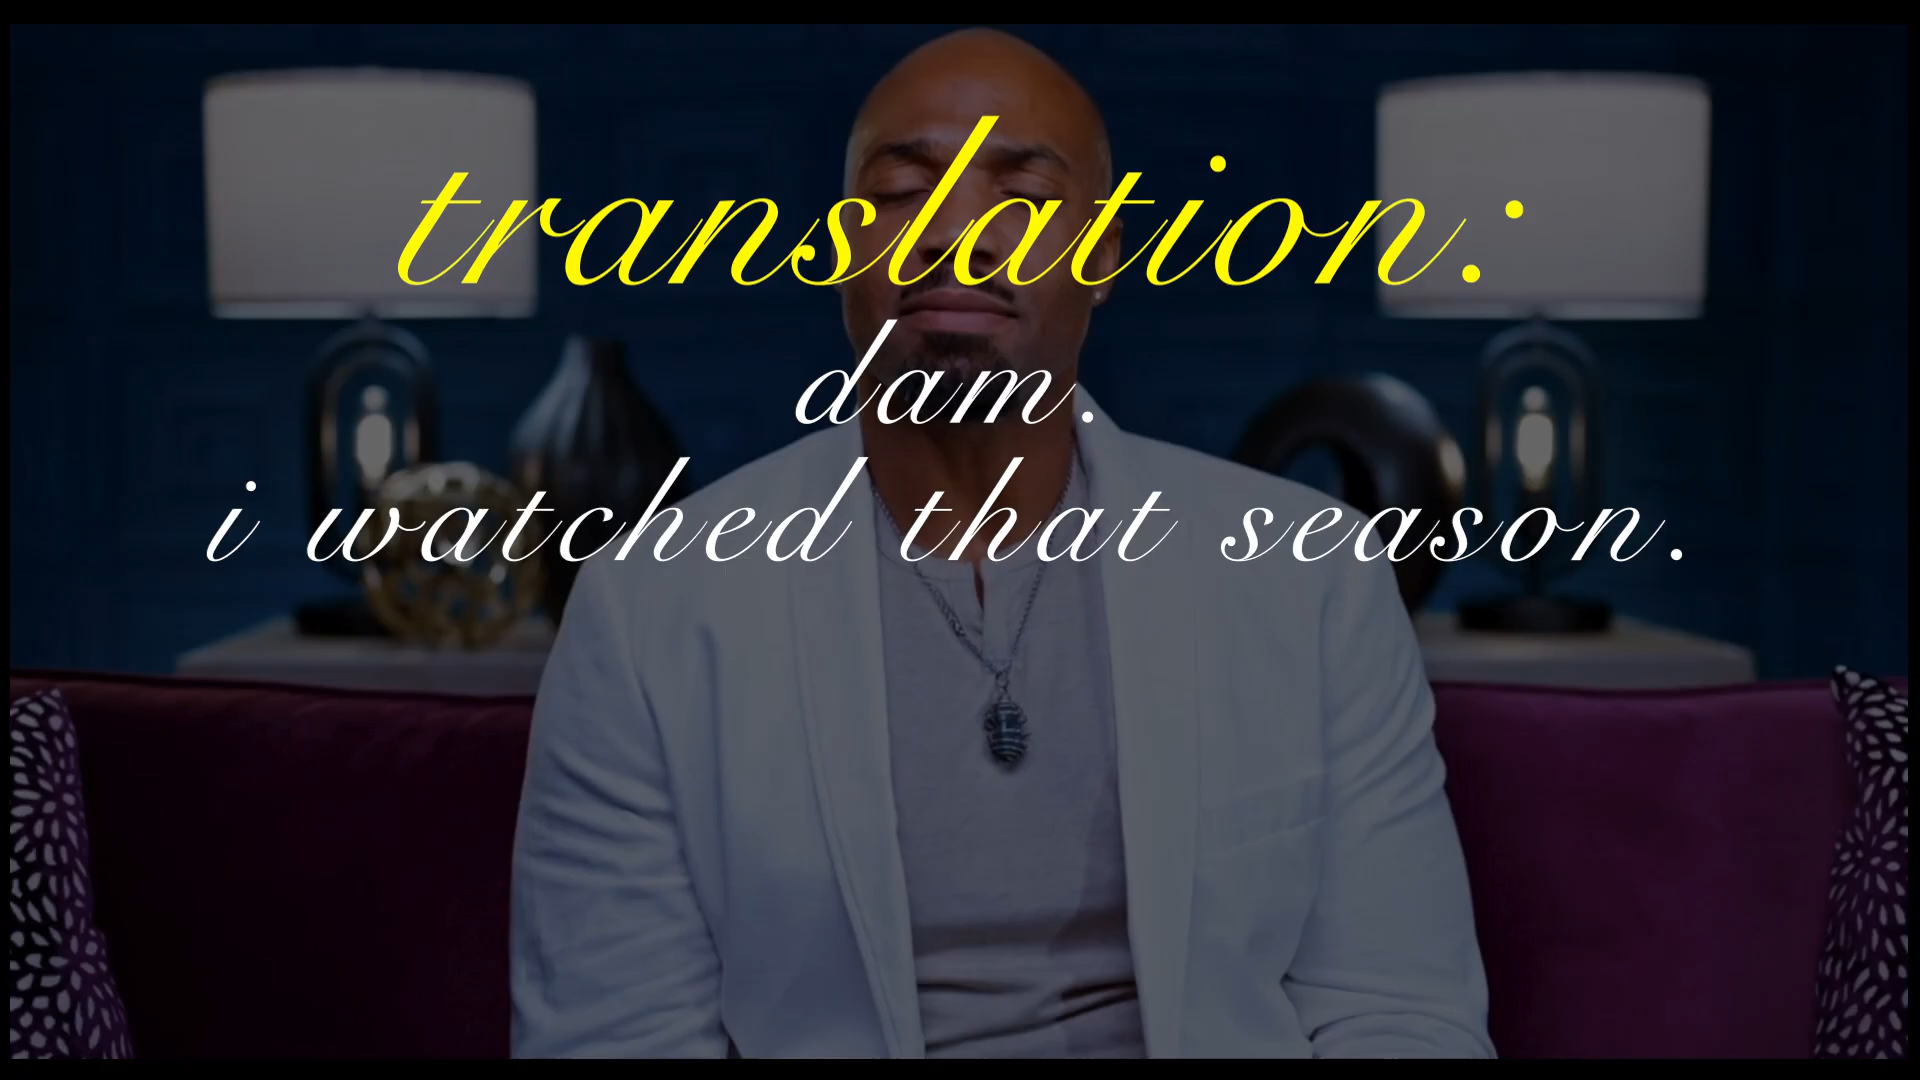 translation:
dam.
i watched that season.